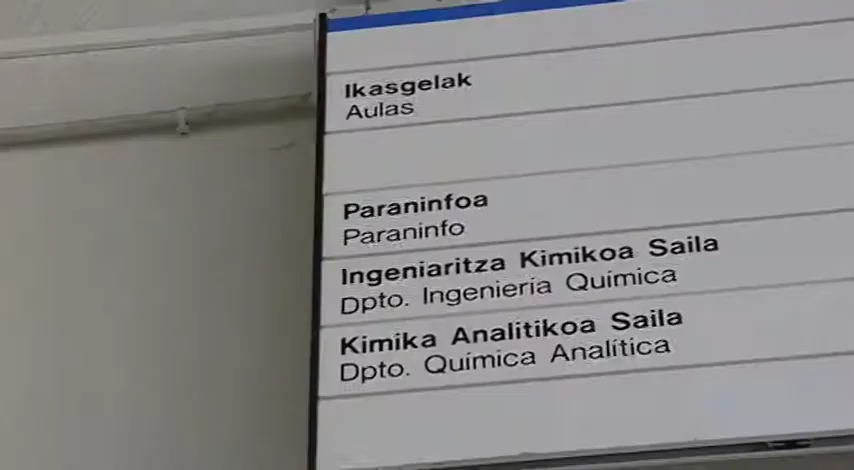 Ikasgelak
Aulas
Paraninfoa
Paraninfo
Ingeniaritza Kimikoa Saila
Dpto. Ingeniería Química
Kimika Analitikoa Saila
Dpto. Química Analítica